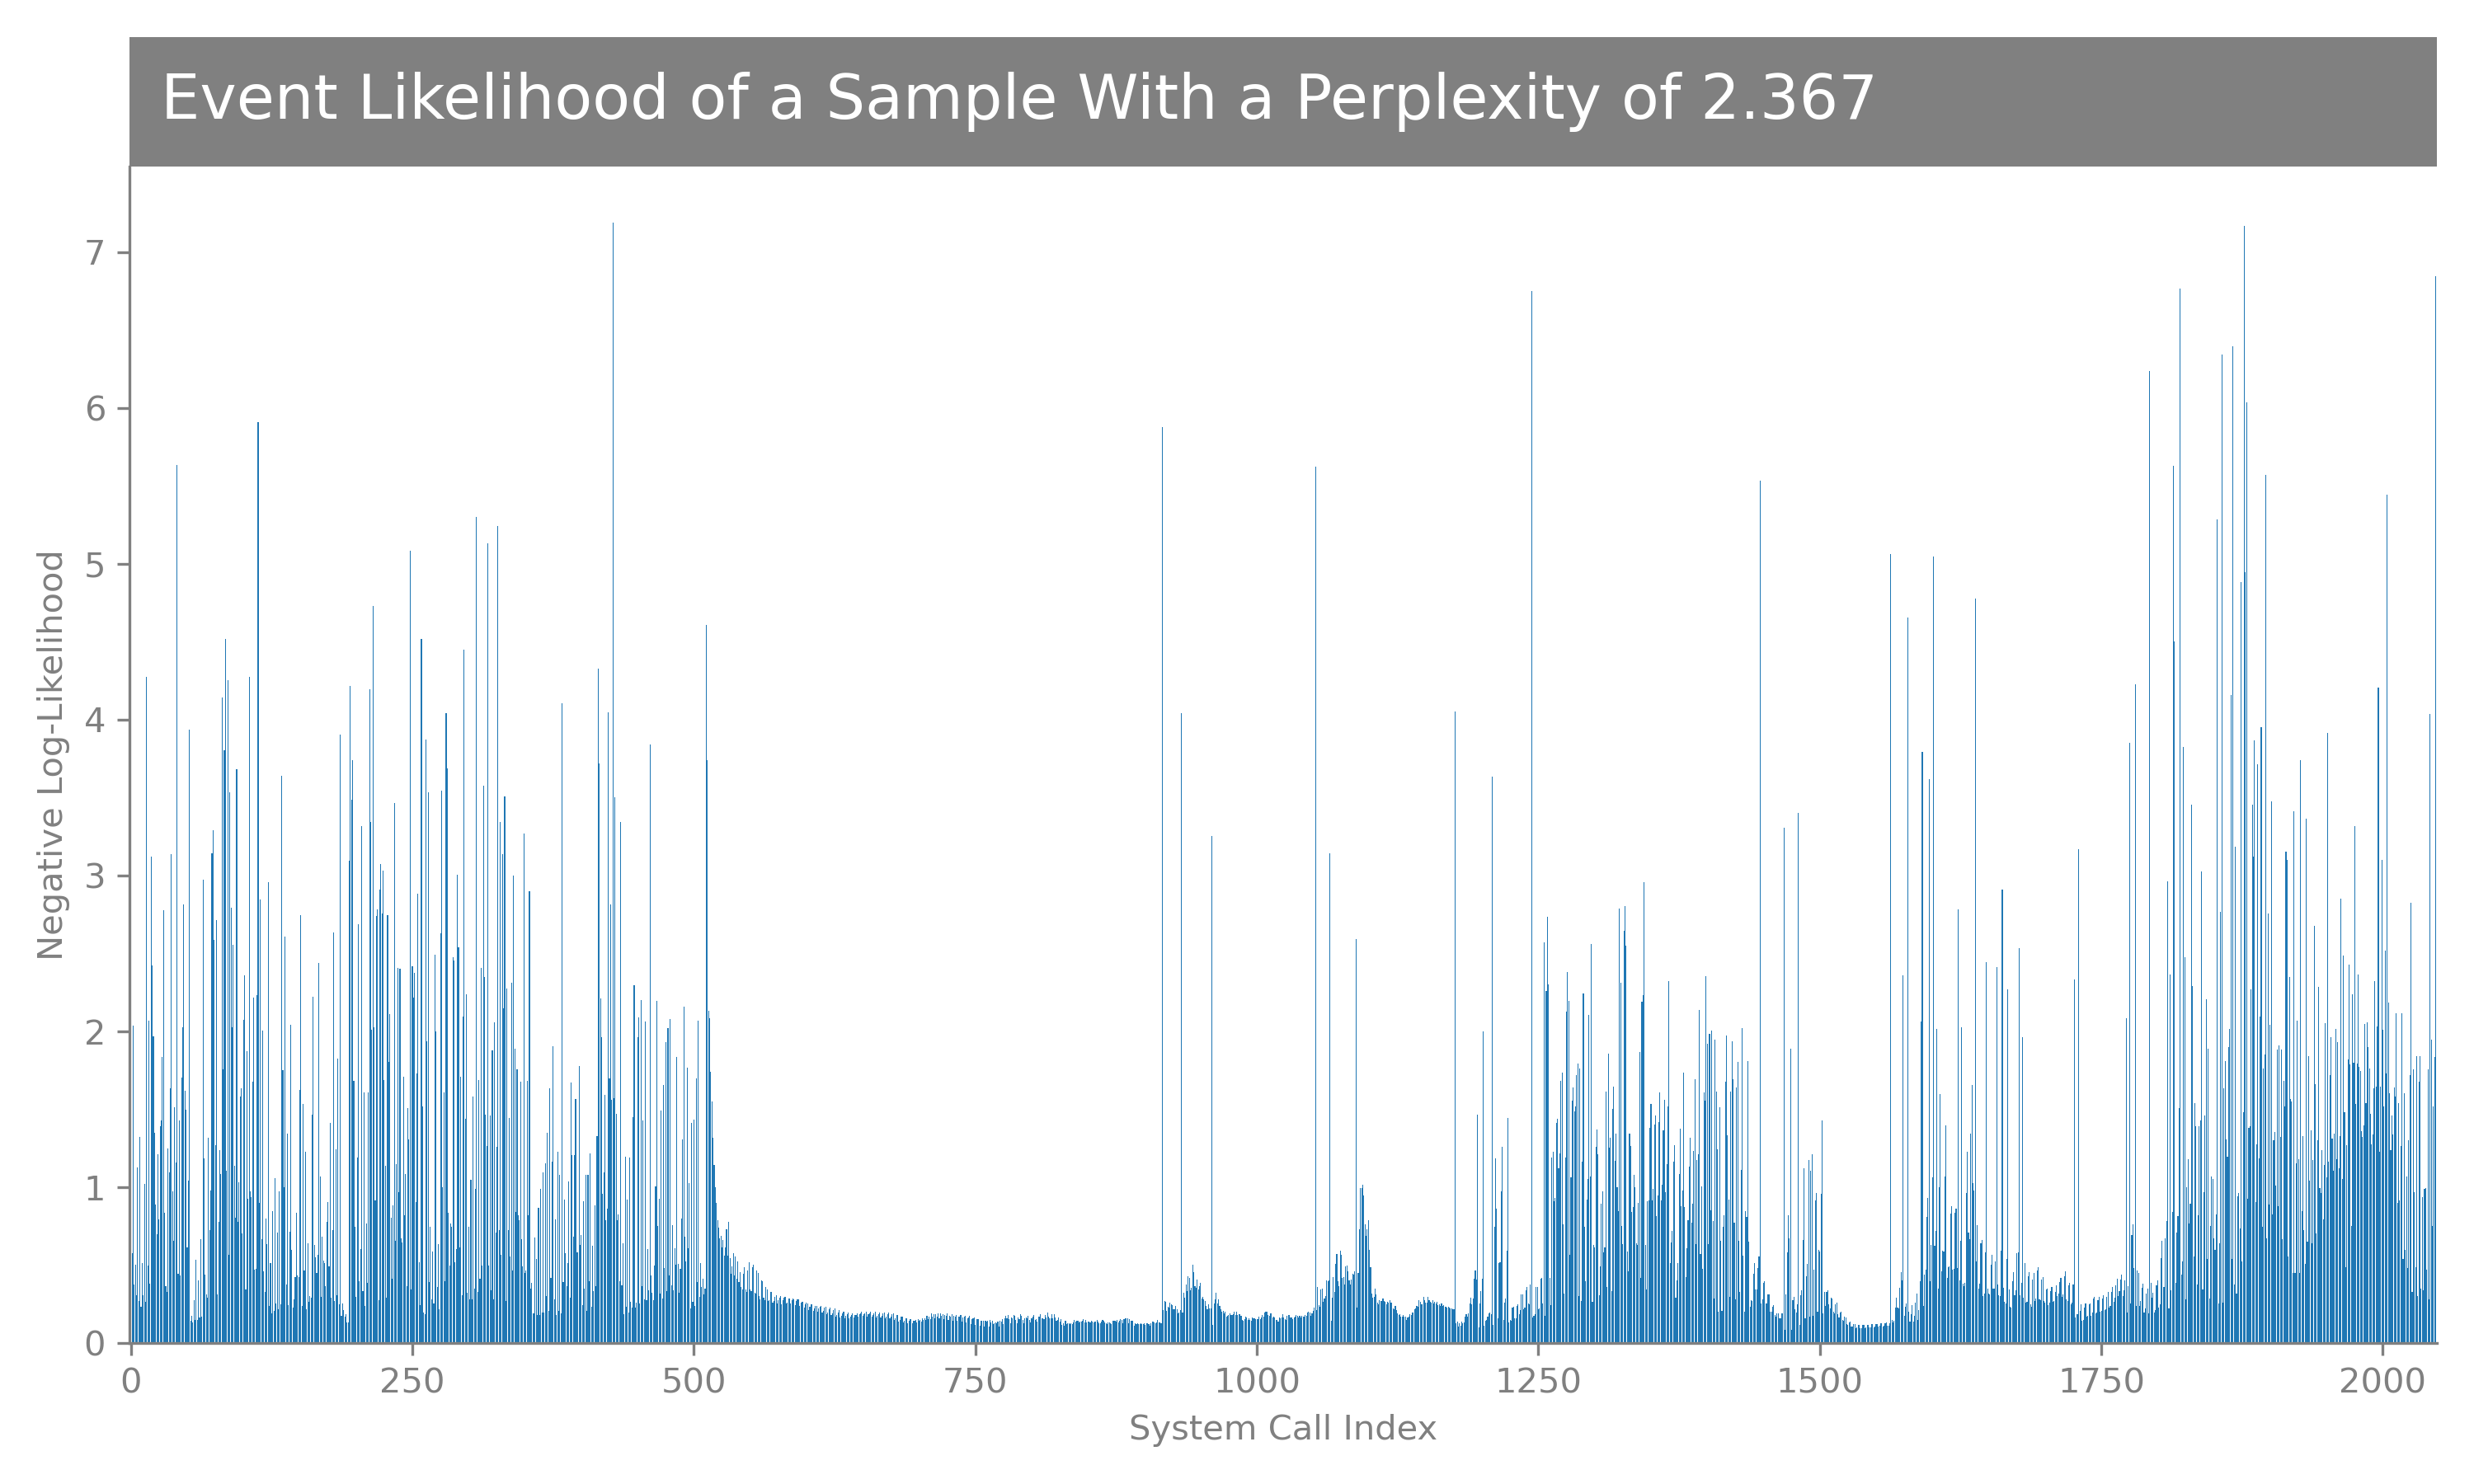 Event Likelihood of a Sample With a Perplexity of 2.367
7
6
5
4
3
2
1
0
Negative Log-Likelihood
0 250 500 750 1000 1250 1500 1750 2000
System Call Index